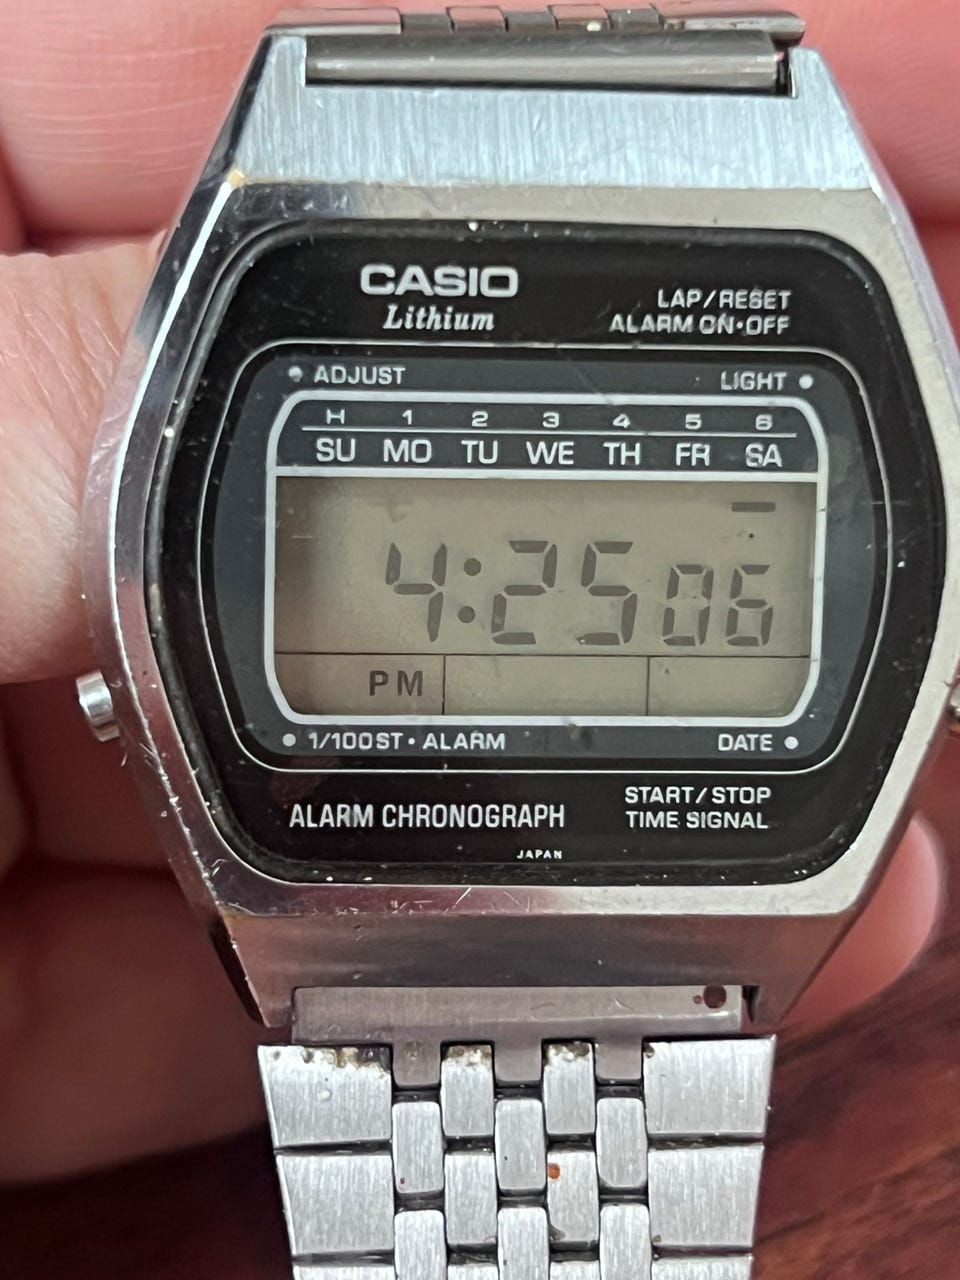 CASIO
Lithium
LAP/RESET
ALARM ON•OFF
• ADJUST
LIGHT •
H 1 2 3 4 5 6
SU MO TU WE TH FR SA
4:25 06
PM
• 1/100ST•ALARM
DATE •
ALARM CHRONOGRAPH
START/STOP
TIME SIGNAL
JAPAN